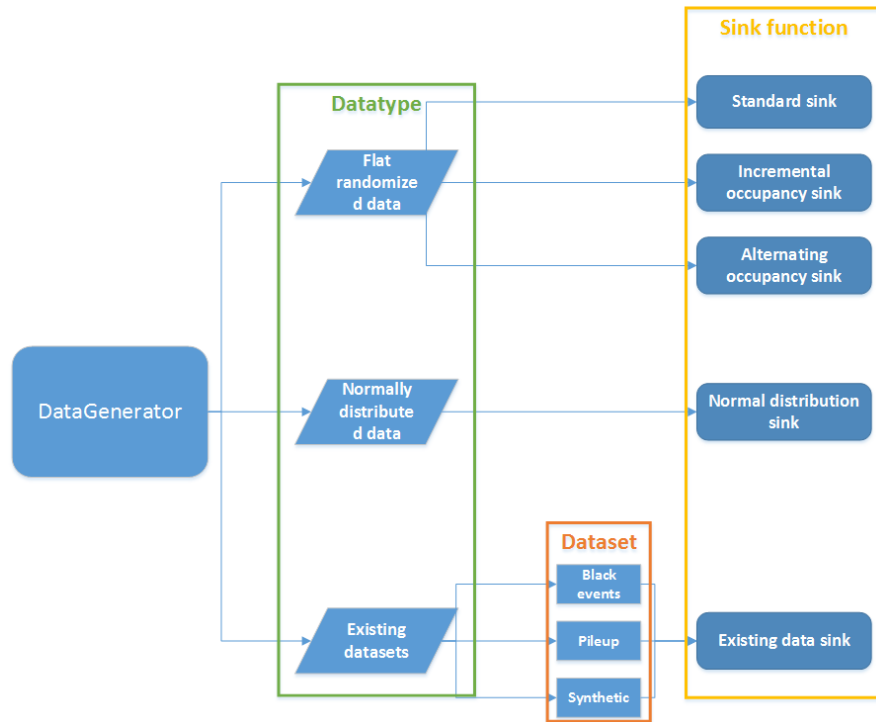 Sink function
Datatype
Standard sink
Flat
randomize
d data
Incremental
occupancy sink
Alternating
occupancy sink
DataGenerator
Normally
distribute
d data
Normal distribution
sink
Dataset
Black
events
Existing
datasets
Pileup
Existing data sink
Synthetic